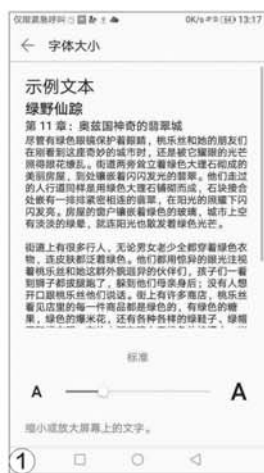 仅限紧急呼叫 0K/s 64 13:17
← 字体大小
示例文本
绿野仙踪
第 11 章：奥兹国神奇的翡翠城
尽管有绿色眼镜保护着眼睛，桃乐丝和她的朋友们
在刚看到这座奇妙的城市时，还是被它耀眼的光芒
照得眼花缭乱。街道两旁耸立着绿色大理石砌成的
美丽房屋，到处镶嵌着闪闪发光的翡翠。他们走过
的人行道同样是用绿色大理石铺砌而成，石块接合
处嵌有一排排紧密相连的翡翠，在阳光的照耀下闪
闪发亮。房屋的窗户镶嵌着绿色的玻璃，城市上空
有淡淡的绿晕，就连阳光也散发着绿色光芒。
街道上有很多行人，无论男女老少全都穿着绿色衣
物，连皮肤都泛着绿色。他们都用惊异的眼光注视
着桃乐丝和她这群外貌迥异的伙伴们，孩子们一看
到狮子都拔腿跑了，躲到他们母亲身后；没有人想
开口跟桃乐丝他们说话。街上有许多商店，桃乐丝
看见店里的每一件商品都是绿色的，有绿色的糖
果，绿色的爆米花，还有各种各样的绿鞋子、绿帽
标准
A A
缩小或放大屏幕上的文字。
1